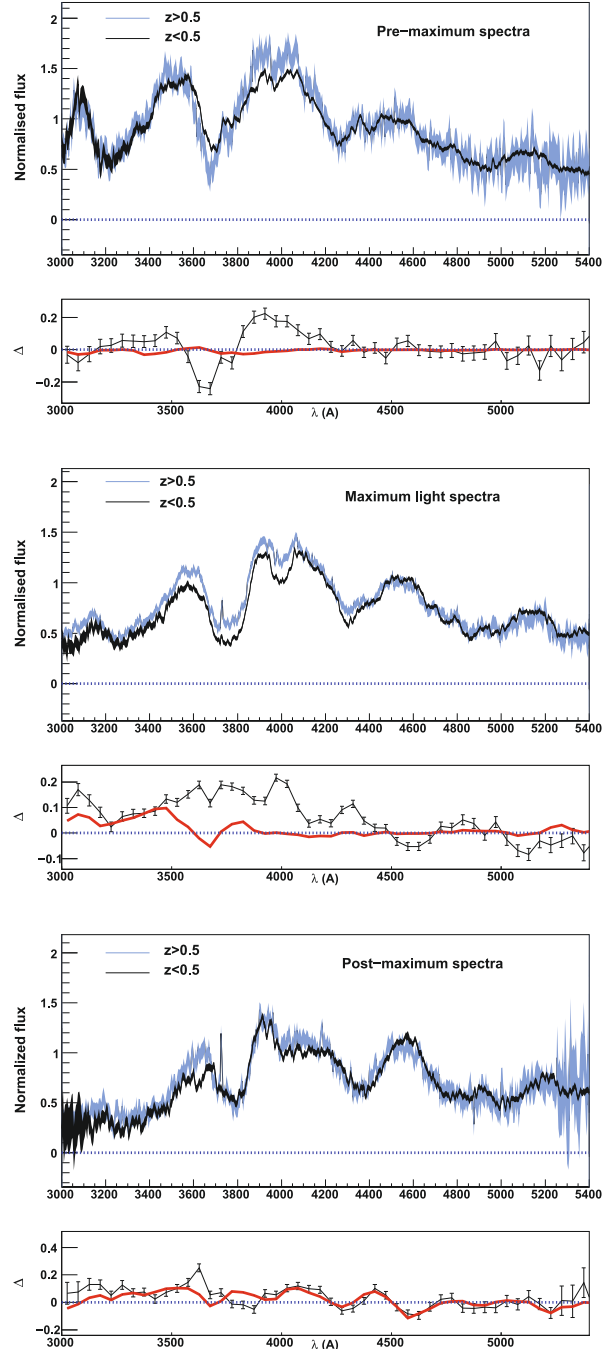 z>0.5
z<0.5
Pre-maximum spectra
Normalised flux
2
1.5
1
0.5
0
3000 3200 3400 3600 3800 4000 4200 4400 4600 4800 5000 5200 5400
Δ
0.2
0
-0.2
3000 3500 4000 4500 5000
λ (A)
z>0.5
z<0.5
Maximum light spectra
Normalised flux
2
1.5
1
0.5
0
3000 3200 3400 3600 3800 4000 4200 4400 4600 4800 5000 5200 5400
Δ
0.2
0.1
0
-0.1
3000 3500 4000 4500 5000
λ (A)
z>0.5
z<0.5
Post-maximum spectra
Normalized flux
2
1.5
1
0.5
0
3000 3200 3400 3600 3800 4000 4200 4400 4600 4800 5000 5200 5400
Δ
0.4
0.2
0
-0.2
3000 3500 4000 4500 5000
λ (A)